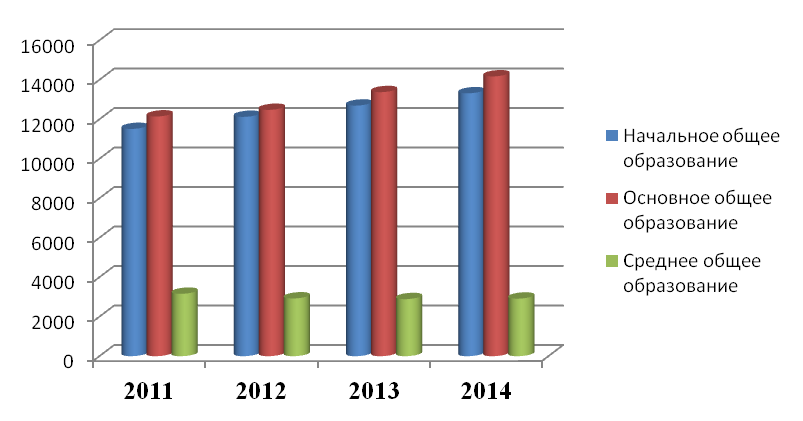 16000
14000
12000
10000
8000
6000
4000
2000
0
2011
2012
2013
2014
Начальное общее
образование
Основное общее
образование
Среднее общее
образование